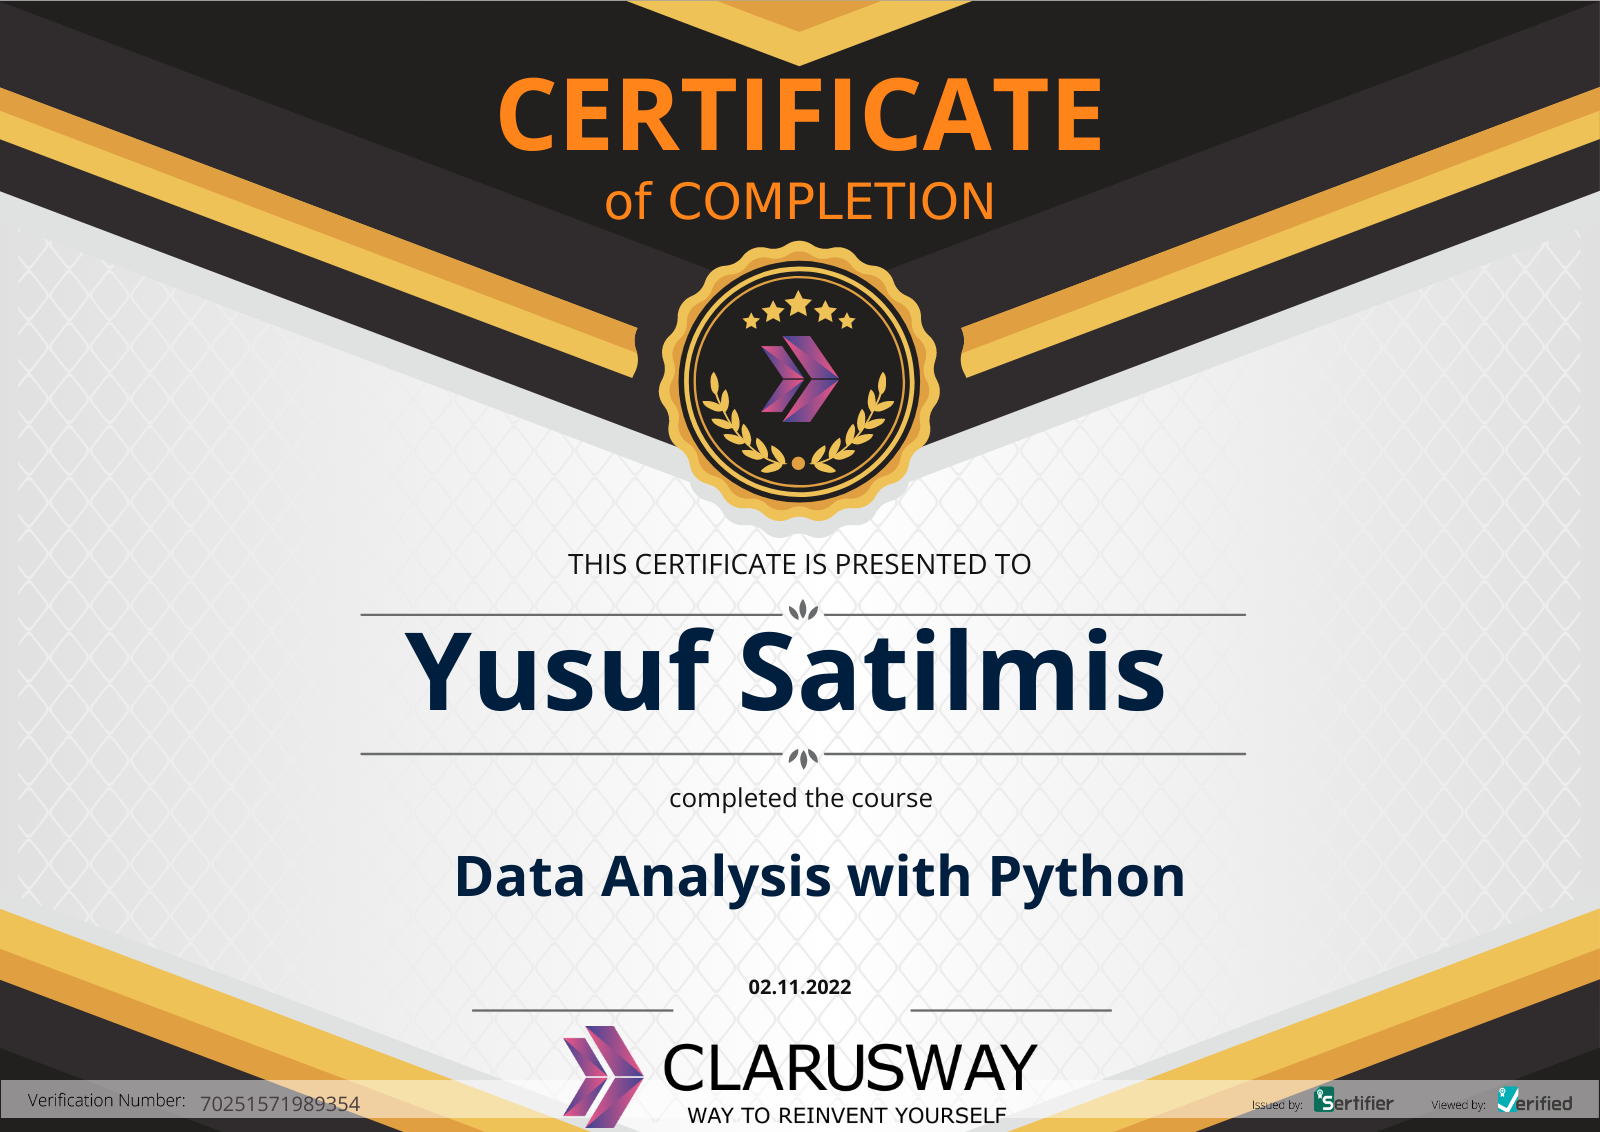 CERTIFICATE
of COMPLETION
THIS CERTIFICATE IS PRESENTED TO
Yusuf Satilmis
completed the course
Data Analysis with Python
02.11.2022
CLARUSWAY
WAY TO REINVENT YOURSELF
Verification Number: 70251571989354
Issued by: Sertifier Viewed by: Verified